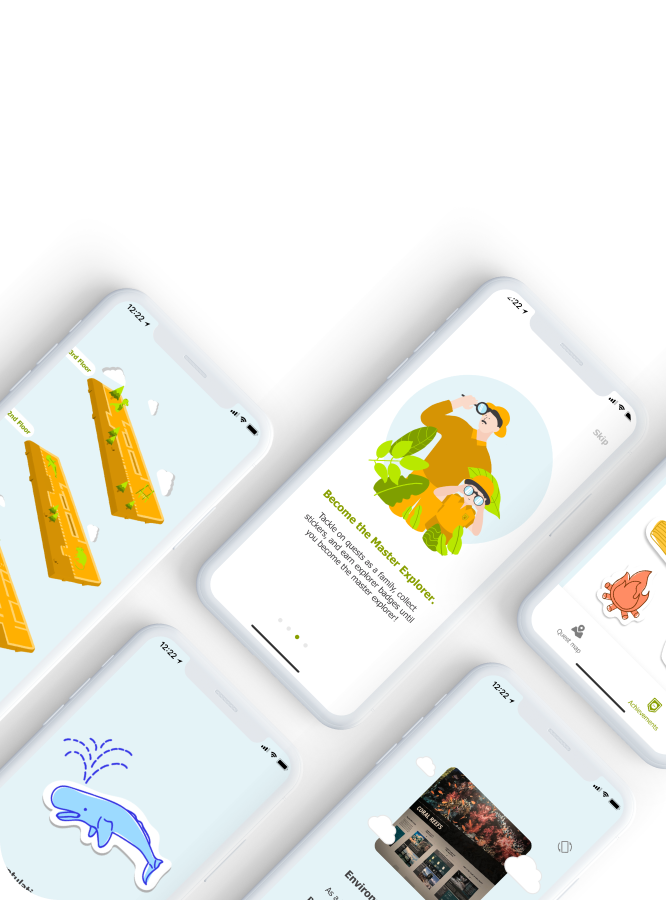 12:22
3rd Floor
2nd Floor
:22
Skip
Become the Master Explorer.
Tackle on quests as a family, collect
stickers, and earn explorer badges until
you become the master explorer!
Quest map
Achievements
12:22
12:22
CORAL REEFS
Environ
As a